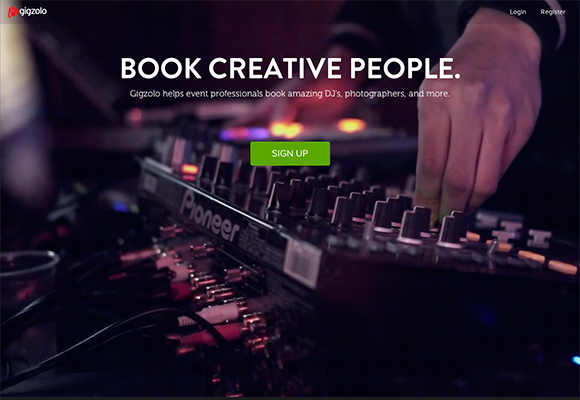 gigzolo
Login Register
BOOK CREATIVE PEOPLE.
Gigzolo helps event professionals book amazing DJ's, photographers, and more.
SIGN UP
Pioneer